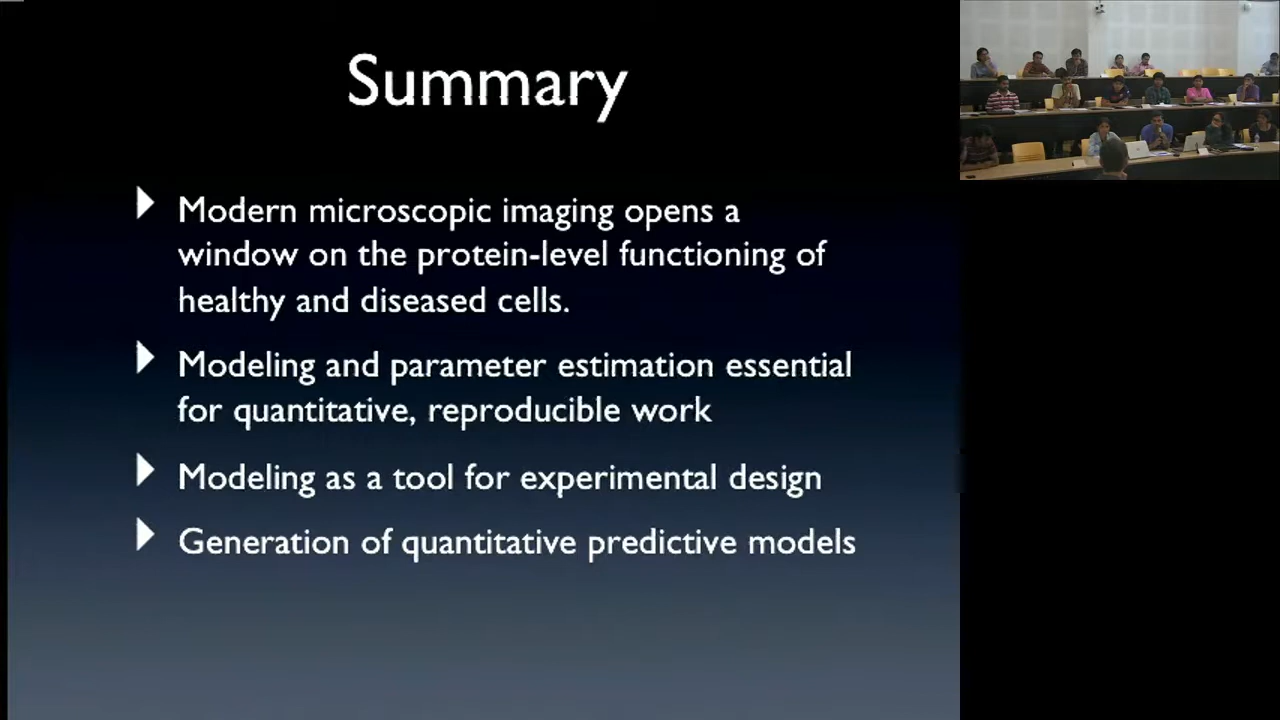 Summary
Modern microscopic imaging opens a
window on the protein-level functioning of
healthy and diseased cells.
Modeling and parameter estimation essential
for quantitative, reproducible work
Modeling as a tool for experimental design
Generation of quantitative predictive models